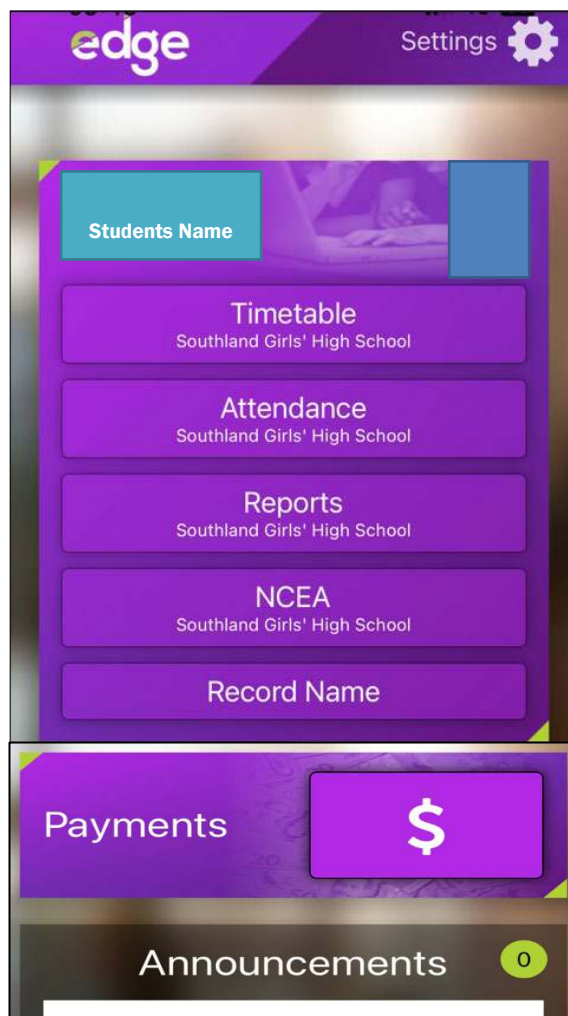 edge
Settings
Students Name
Timetable
Southland Girls' High School
Attendance
Southland Girls' High School
Reports
Southland Girls' High School
NCEA
Southland Girls' High School
Record Name
Payments
$
Announcements
0